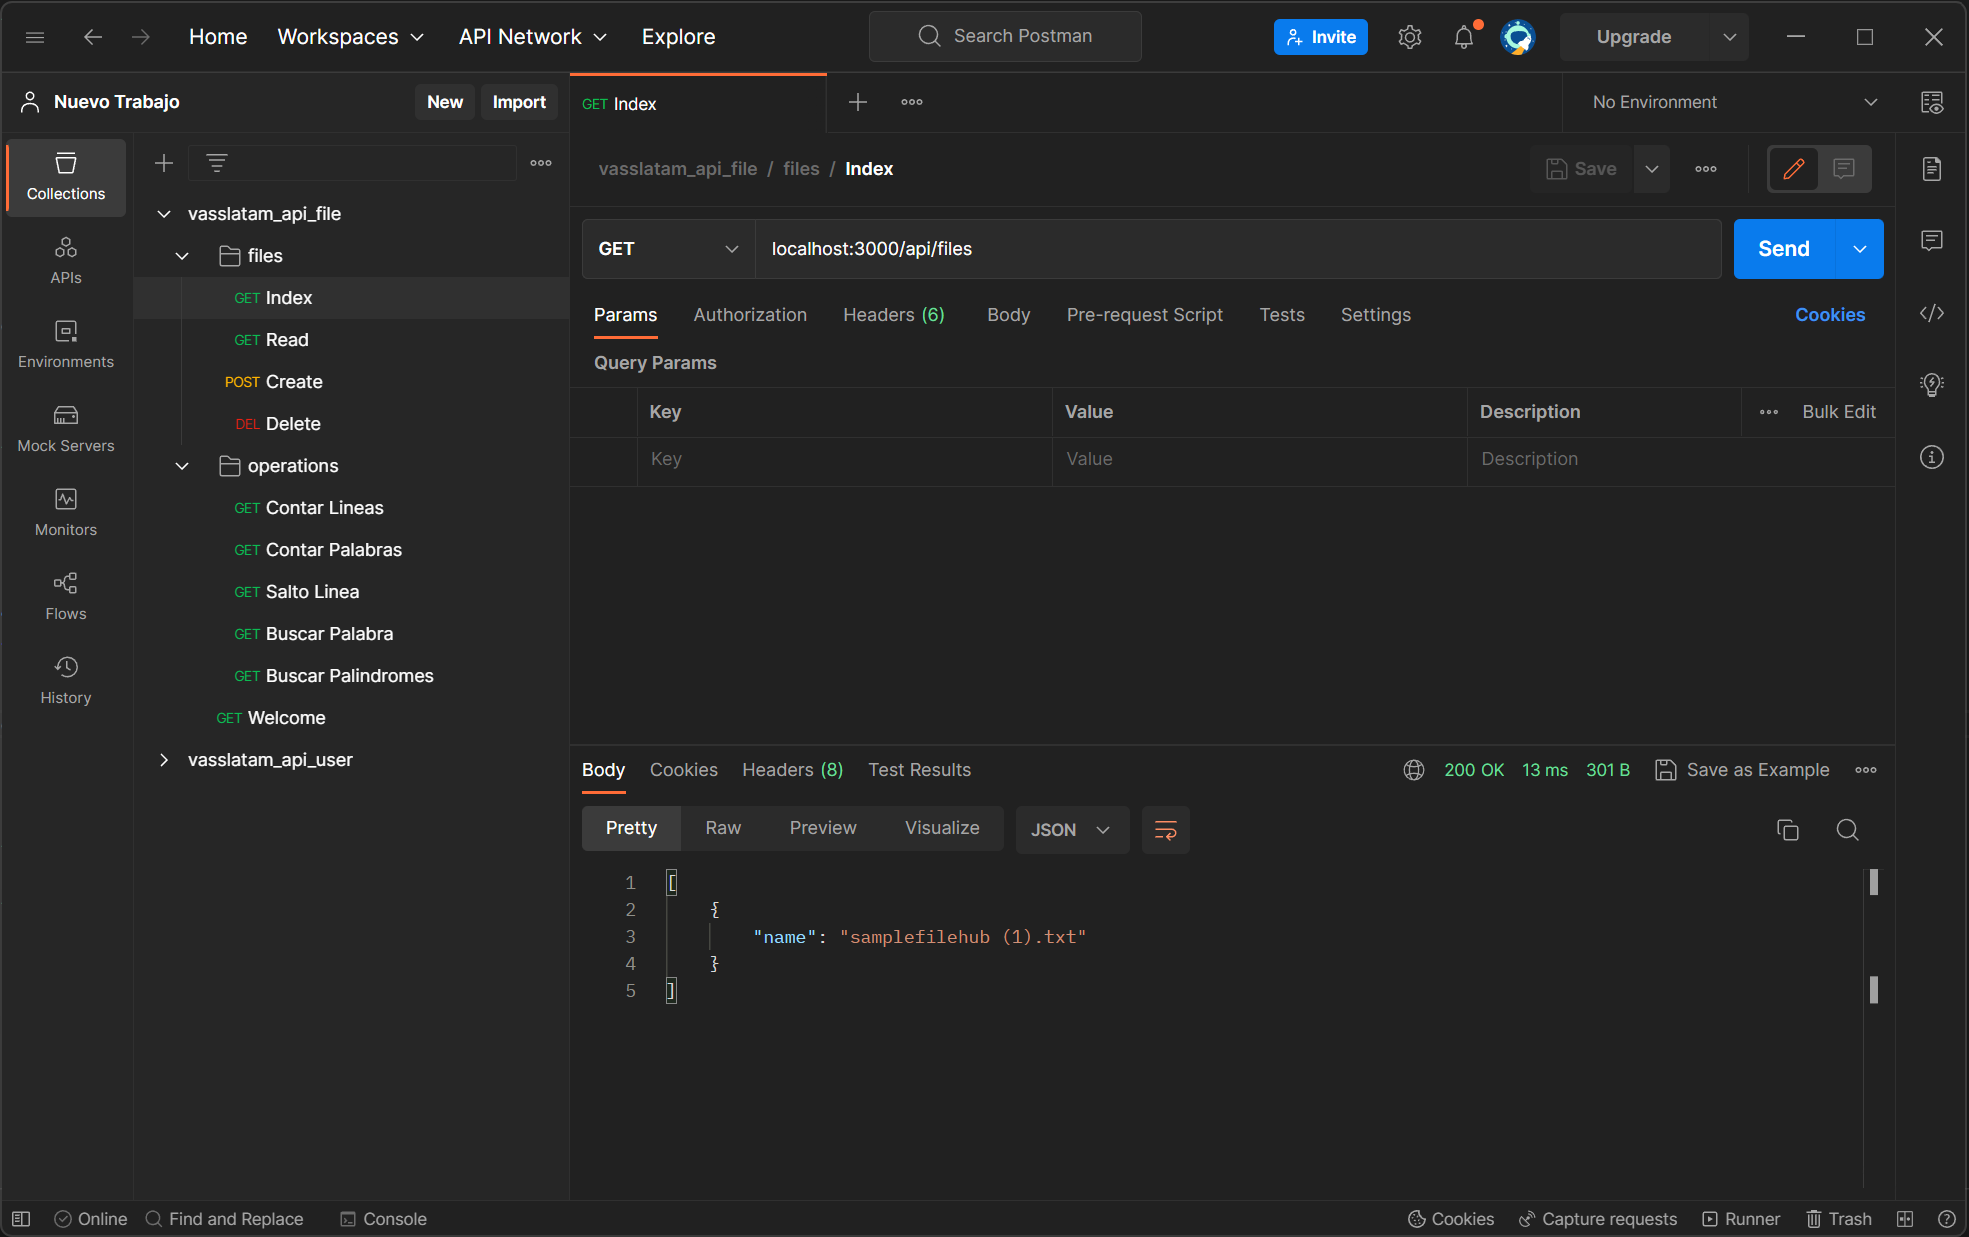 Home Workspaces API Network Explore Search Postman Invite Upgrade
Nuevo Trabajo New Import
GET Index No Environment
Collections
APIs
Environments
Mock Servers
Monitors
Flows
History
vasslatam_api_file
files
GET Index
GET Read
POST Create
DEL Delete
operations
GET Contar Lineas
GET Contar Palabras
GET Salto Linea
GET Buscar Palabra
GET Buscar Palindromes
GET Welcome
vasslatam_api_user
vasslatam_api_file / files / Index Save
GET localhost:3000/api/files Send
Params Authorization Headers (6) Body Pre-request Script Tests Settings Cookies
Query Params
Key Value Description Bulk Edit
Key Value Description
Body Cookies Headers (8) Test Results 200 OK 13 ms 301 B Save as Example
Pretty Raw Preview Visualize JSON
1 [
2 {
3 "name": "samplefilehub (1).txt"
4 }
5 ]
Online Find and Replace Console Cookies Capture requests Runner Trash